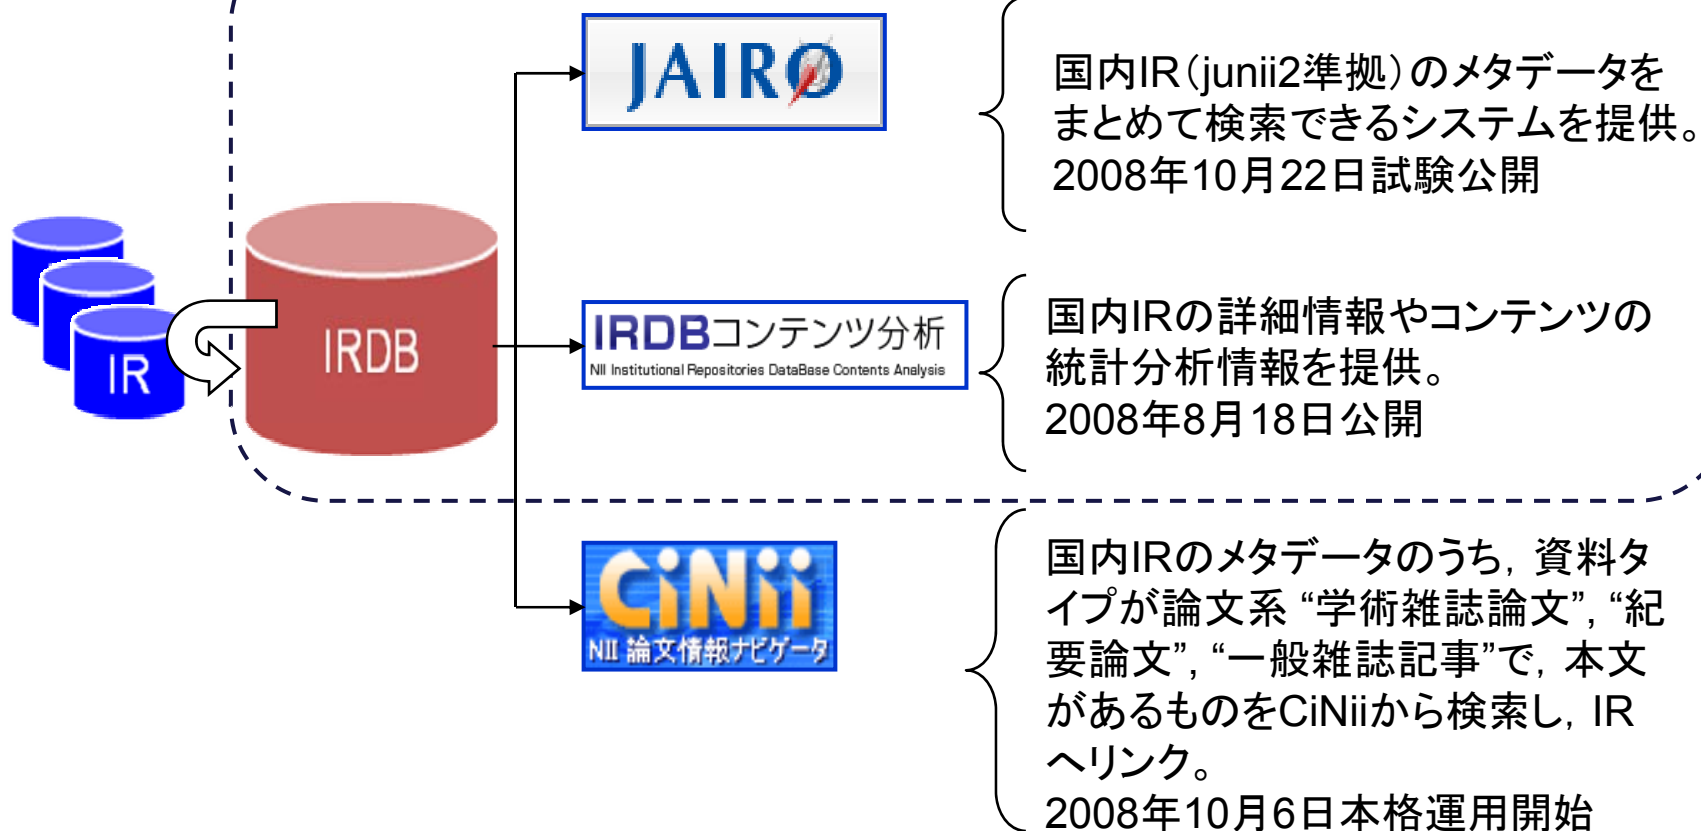 JAIRO
国内IR（junii2準拠）のメタデータを
まとめて検索できるシステムを提供。
2008年10月22日試験公開
IR
IRDB
IRDBコンテンツ分析
NII Institutional Repositories DataBase Contents Analysis
国内IRの詳細情報やコンテンツの
統計分析情報を提供。
2008年8月18日公開
CiNii
NII 論文情報ナビゲータ
国内IRのメタデータのうち，資料タ
イプが論文系 “学術雑誌論文”, “紀
要論文”, “一般雑誌記事”で，本文
があるものをCiNiiから検索し，IR
へリンク。
2008年10月6日本格運用開始